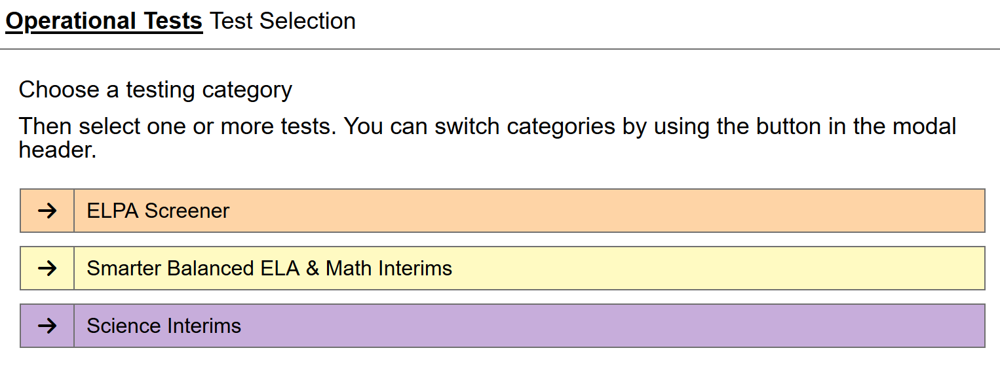 Operational Tests Test Selection
Choose a testing category
Then select one or more tests. You can switch categories by using the button in the modal
header.
ELPA Screener
Smarter Balanced ELA & Math Interims
Science Interims